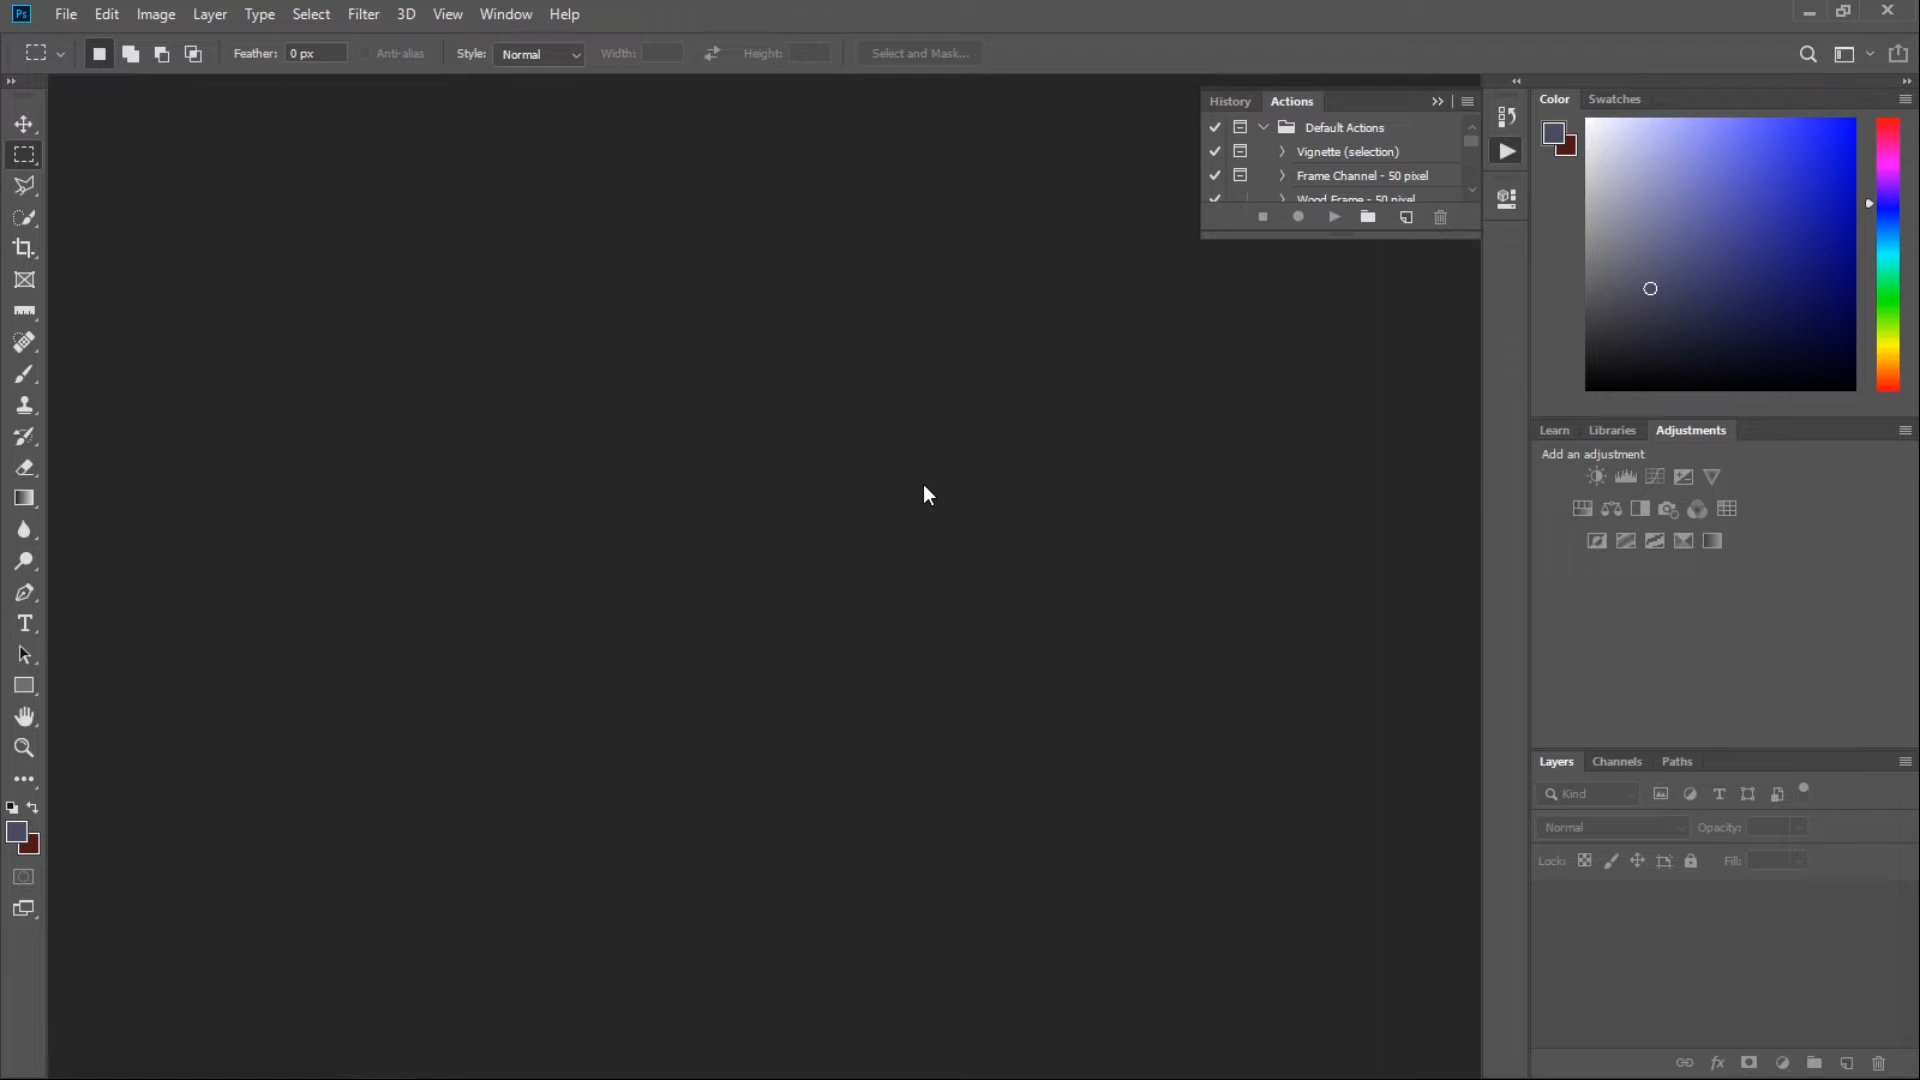 Ps File Edit Image Layer Type Select Filter 3D View Window Help
Feather: 0 px Anti-alias Style: Normal Width: Height: Select and Mask...
History Actions
Default Actions
Vignette (selection)
Frame Channel - 50 pixel
Wood Frame - 50 pixel
Color Swatches
Learn Libraries Adjustments
Add an adjustment
Layers Channels Paths
Kind
Normal Opacity:
Lock: Fill:
fx